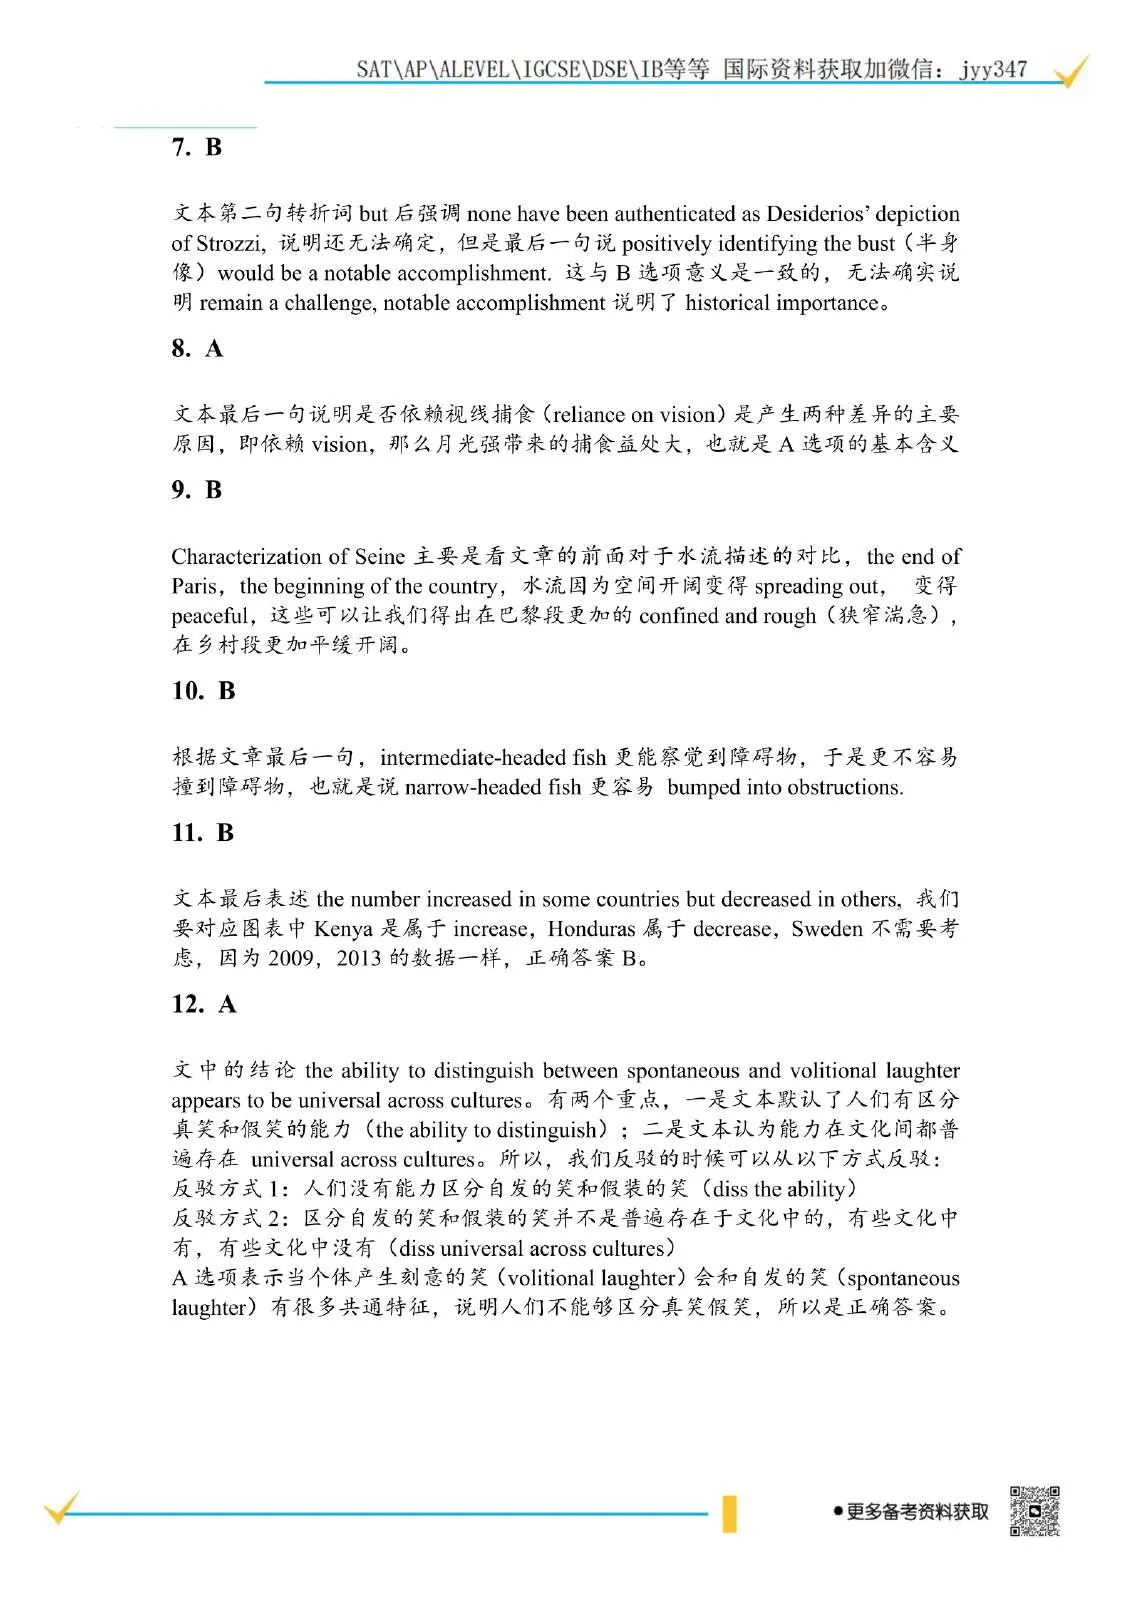 SAT\AP\ALEVEL\IGCSE\DSE\IB等等 国际资料获取加微信：jyy347
7. B
文本第二句转折词 but 后强调 none have been authenticated as Desiderios’ depiction
of Strozzi, 说明还无法确定，但是最后一句说 positively identifying the bust（半身
像）would be a notable accomplishment. 这与 B 选项意义是一致的，无法确实说
明 remain a challenge, notable accomplishment 说明了 historical importance。
8. A
文本最后一句说明是否依赖视线捕食（reliance on vision）是产生两种差异的主要
原因，即依赖 vision，那么月光强带来的捕食益处大，也就是 A 选项的基本含义
9. B
Characterization of Seine 主要是看文章的前面对于水流描述的对比，the end of
Paris，the beginning of the country，水流因为空间开阔变得 spreading out， 变得
peaceful，这些可以让我们得出在巴黎段更加的 confined and rough（狭窄湍急），
在乡村段更加平缓开阔。
10. B
根据文章最后一句，intermediate-headed fish 更能察觉到障碍物，于是更不容易
撞到障碍物，也就是说 narrow-headed fish 更容易 bumped into obstructions.
11. B
文本最后表述 the number increased in some countries but decreased in others, 我们
要对应图表中 Kenya 是属于 increase，Honduras 属于 decrease，Sweden 不需要考
虑，因为 2009，2013 的数据一样，正确答案 B。
12. A
文中的结论 the ability to distinguish between spontaneous and volitional laughter
appears to be universal across cultures。有两个重点，一是文本默认了人们有区分
真笑和假笑的能力（the ability to distinguish）；二是文本认为能力在文化间都普
遍存在 universal across cultures。所以，我们反驳的时候可以从以下方式反驳：
反驳方式 1：人们没有能力区分自发的笑和假装的笑（diss the ability）
反驳方式 2：区分自发的笑和假装的笑并不是普遍存在于文化中的，有些文化中
有，有些文化中没有（diss universal across cultures）
A 选项表示当个体产生刻意的笑（volitional laughter）会和自发的笑（spontaneous
laughter）有很多共通特征，说明人们不能够区分真笑假笑，所以是正确答案。
●更多备考资料获取